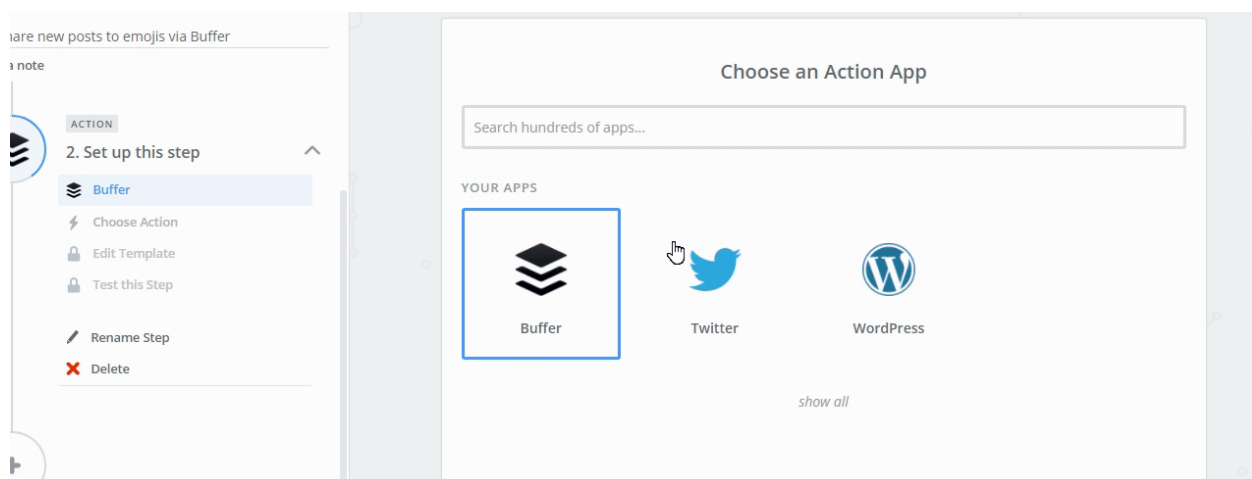 new posts to emojis via Buffer
note
ACTION
2. Set up this step
Buffer
Choose Action
Edit Template
Test this Step
Rename Step
Delete
Choose an Action App
Search hundreds of apps...
YOUR APPS
Buffer
Twitter
WordPress
show all